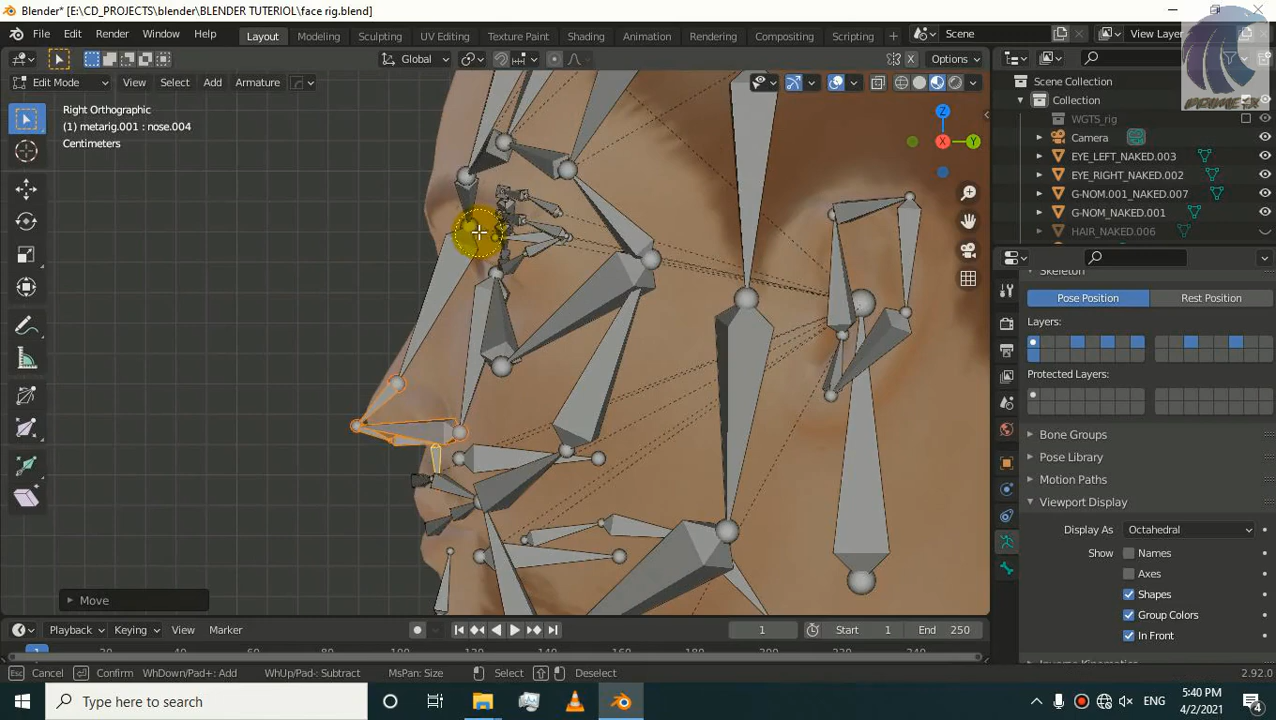 Blender* [E:\CD_PROJECTS\blender\BLENDER TUTERIOL\face rig.blend]
File Edit Render Window Help Layout Modeling Sculpting UV Editing Texture Paint Shading Animation Rendering Compositing Scripting + Scene View Layer
Global Options
Edit Mode View Select Add Armature
Right Orthographic
(1) metarig.001 : nose.004
Centimeters
Z
X
Y
Scene Collection
Collection
WGTS_rig
Camera
EYE_LEFT_NAKED.003
EYE_RIGHT_NAKED.002
G-NOM.001_NAKED.007
G-NOM_NAKED.001
HAIR_NAKED.006
Skeleton
Pose Position Rest Position
Layers:
Protected Layers:
Bone Groups
Pose Library
Motion Paths
Viewport Display
Display As Octahedral
Show Names
Axes
Shapes
Group Colors
In Front
Inverse Kinematics
Move
Playback Keying View Marker 1 Start 1 End 250
1
Esc Cancel Confirm WhDown/Pad+: Add WhUp/Pad-: Subtract MsPan: Size Select Deselect 2.92.0
Type here to search
ENG
5:40 PM
4/2/2021
4